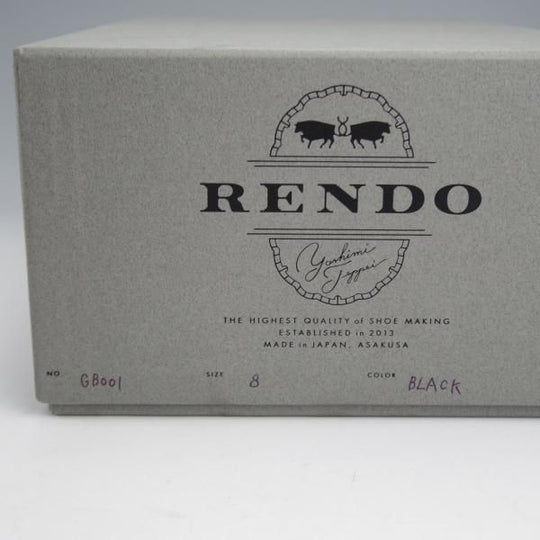 RENDO
Yoshimi
Teppei
THE HIGHEST QUALITY of SHOE MAKING
ESTABLISHED in 2013
MADE in JAPAN, ASAKUSA
NO GB001 SIZE 8 COLOR BLACK